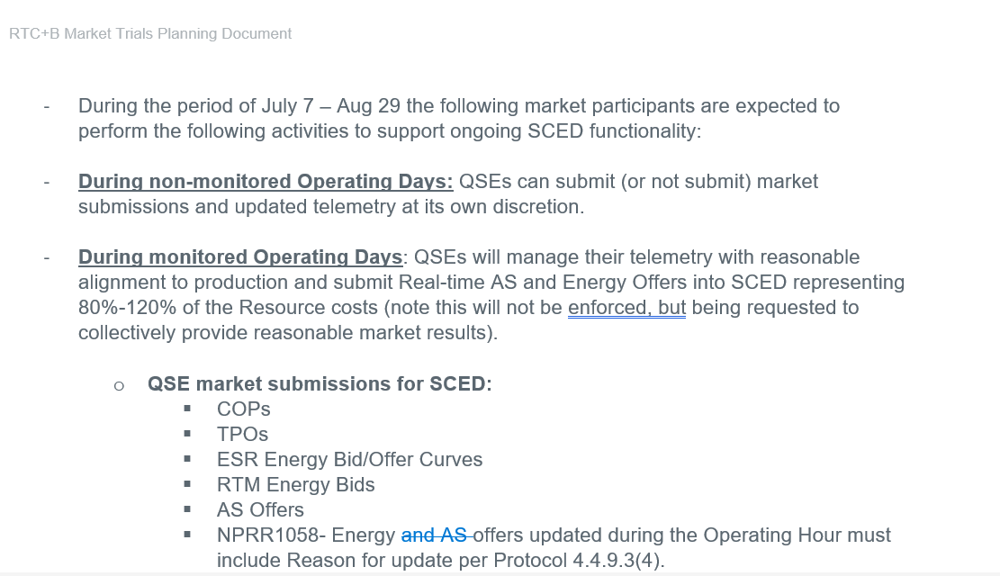 RTC+B Market Trials Planning Document
- During the period of July 7 – Aug 29 the following market participants are expected to
perform the following activities to support ongoing SCED functionality:
- During non-monitored Operating Days: QSEs can submit (or not submit) market
submissions and updated telemetry at its own discretion.
- During monitored Operating Days: QSEs will manage their telemetry with reasonable
alignment to production and submit Real-time AS and Energy Offers into SCED representing
80%-120% of the Resource costs (note this will not be enforced, but being requested to
collectively provide reasonable market results).
o QSE market submissions for SCED:
▪ COPs
▪ TPOs
▪ ESR Energy Bid/Offer Curves
▪ RTM Energy Bids
▪ AS Offers
▪ NPRR1058- Energy and AS offers updated during the Operating Hour must
include Reason for update per Protocol 4.4.9.3(4).